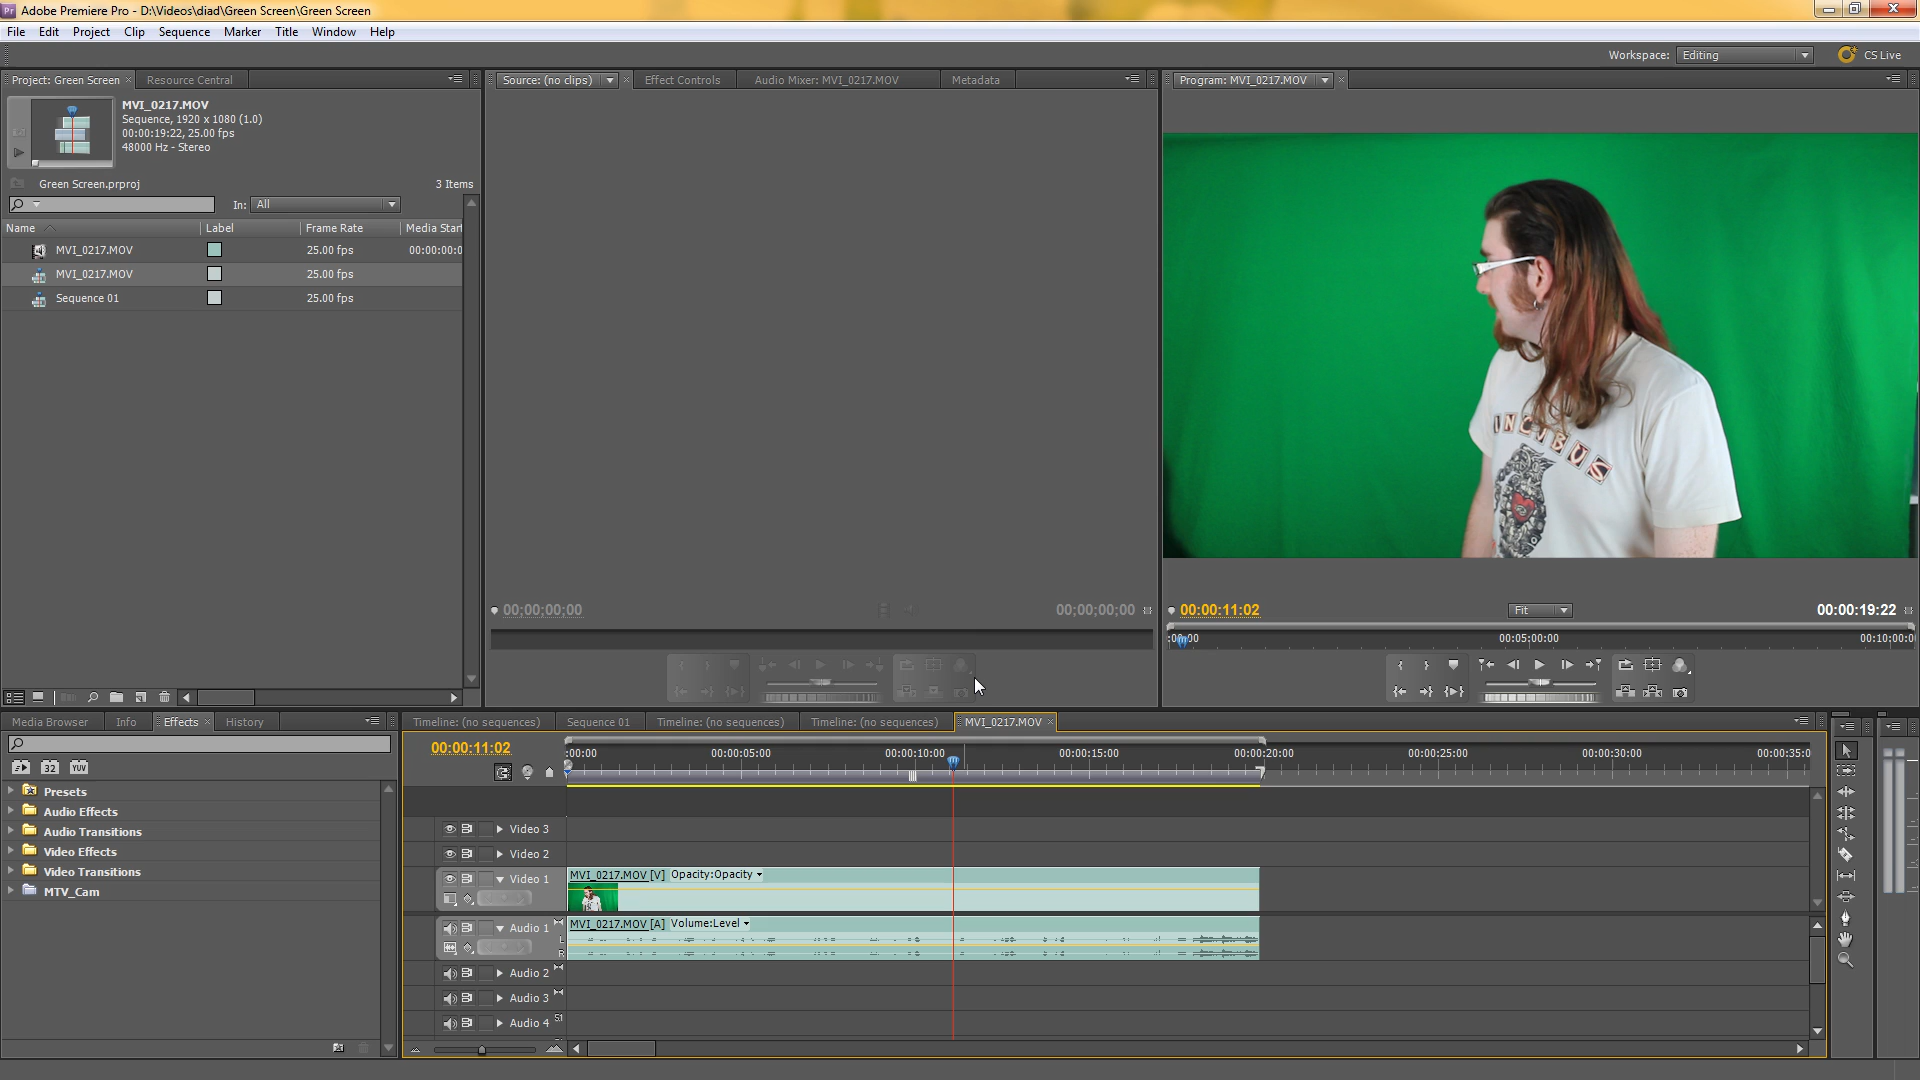 Adobe Premiere Pro - D:\Videos\diad\Green Screen\Green Screen
File Edit Project Clip Sequence Marker Title Window Help
Workspace: Editing CS Live
Project: Green Screen Resource Central
MVI_0217.MOV
Sequence, 1920 x 1080 (1.0)
00:00:19:22, 25.00 fps
48000 Hz - Stereo
Green Screen.prproj 3 Items
In: All
Name Label Frame Rate Media Start
MVI_0217.MOV 25.00 fps 00:00:00:0
MVI_0217.MOV 25.00 fps
Sequence 01 25.00 fps
Source: (no clips) Effect Controls Audio Mixer: MVI_0217.MOV Metadata
00;00;00;00 00;00;00;00
Program: MVI_0217.MOV
INCUBUS
00:00:11:02 Fit 00:00:19:22
:00:00 00:05:00:00 00:10:00:0
Media Browser Info Effects History
32 YUV
Presets
Audio Effects
Audio Transitions
Video Effects
Video Transitions
MTV_Cam
Timeline: (no sequences) Sequence 01 Timeline: (no sequences) Timeline: (no sequences) MVI_0217.MOV
00:00:11:02
:00:00 00:00:05:00 00:00:10:00 00:00:15:00 00:00:20:00 00:00:25:00 00:00:30:00 00:00:35:0
Video 3
Video 2
Video 1 MVI_0217.MOV [V] Opacity:Opacity
Audio 1 MVI_0217.MOV [A] Volume:Level
L
R
Audio 2
Audio 3
Audio 4 5.1